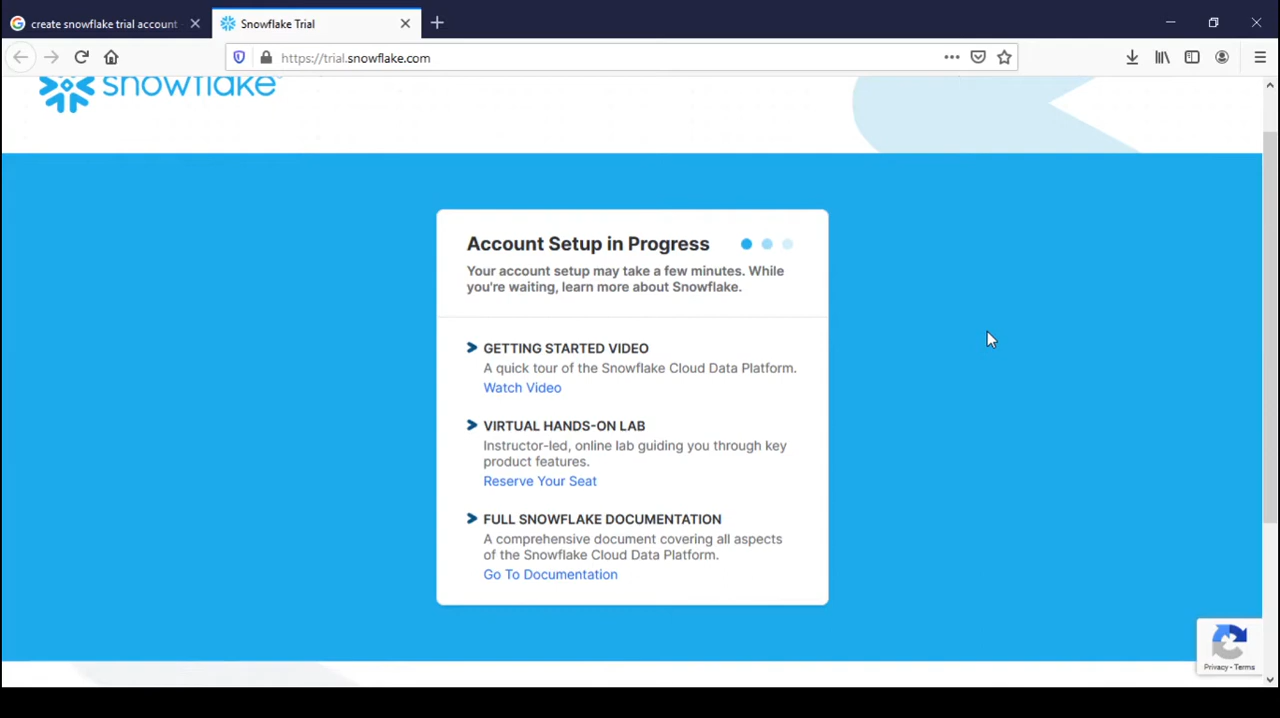 create snowflake trial account
Snowflake Trial
https://trial.snowflake.com
snowflake
Account Setup in Progress
Your account setup may take a few minutes. While
you're waiting, learn more about Snowflake.
GETTING STARTED VIDEO
A quick tour of the Snowflake Cloud Data Platform.
Watch Video
VIRTUAL HANDS-ON LAB
Instructor-led, online lab guiding you through key
product features.
Reserve Your Seat
FULL SNOWFLAKE DOCUMENTATION
A comprehensive document covering all aspects
of the Snowflake Cloud Data Platform.
Go To Documentation
Privacy - Terms